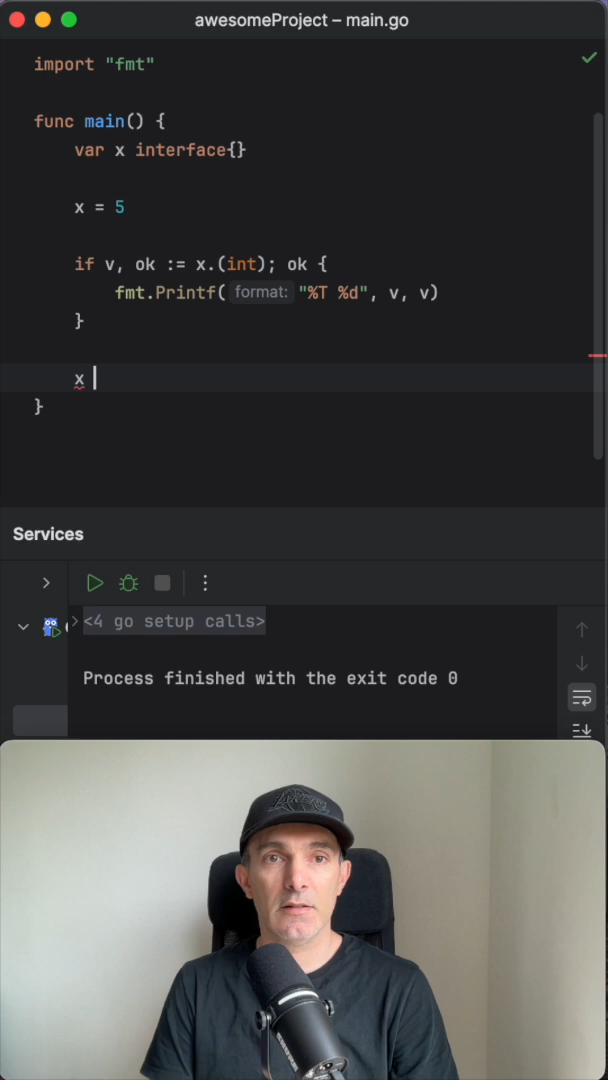 awesomeProject – main.go
import "fmt"
func main() {
var x interface{}
x = 5
if v, ok := x.(int); ok {
fmt.Printf( format: "%T %d", v, v)
}
x
}
Services
<4 go setup calls>
Process finished with the exit code 0
LAKERS